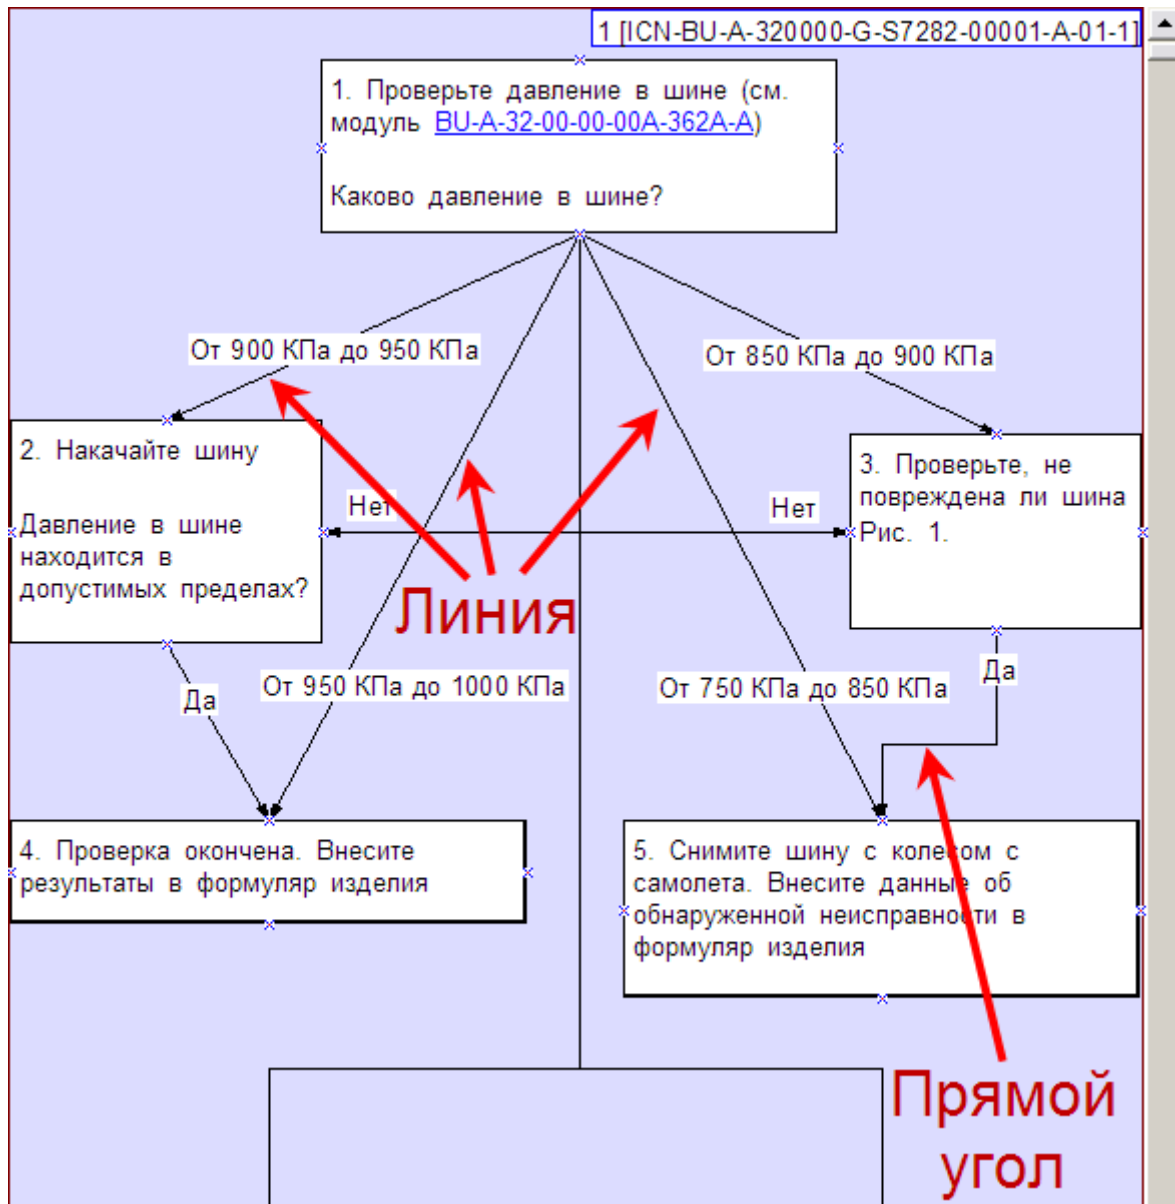 1 [ICN-BU-A-320000-G-S7282-00001-A-01-1]
1. Проверьте давление в шине (см.
модуль BU-A-32-00-00-00A-362A-A)
Каково давление в шине?
От 900 КПа до 950 КПа
От 850 КПа до 900 КПа
2. Накачайте шину
Давление в шине
находится в
допустимых пределах?
Нет
Нет
3. Проверьте, не
повреждена ли шина
Рис. 1.
Линия
Да
От 950 КПа до 1000 КПа
От 750 КПа до 850 КПа
Да
4. Проверка окончена. Внесите
результаты в формуляр изделия
5. Снимите шину с колесом с
самолета. Внесите данные об
обнаруженной неисправности в
формуляр изделия
Прямой
угол